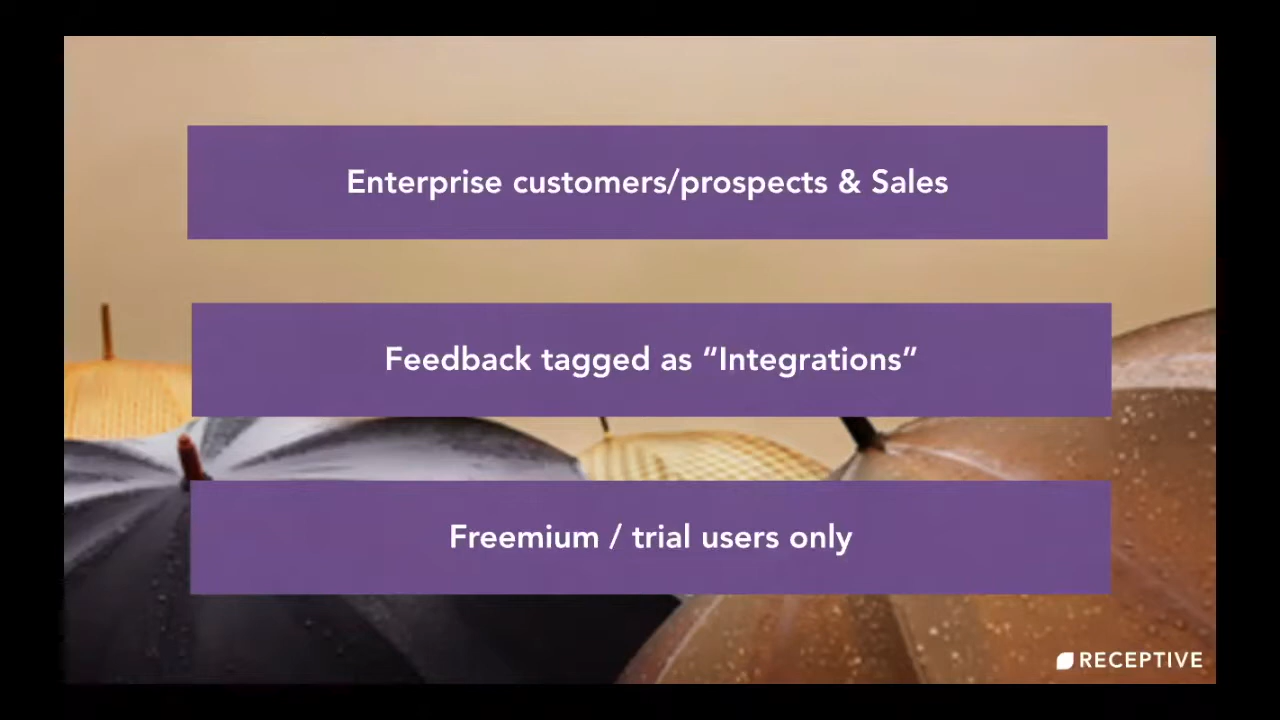 Enterprise customers/prospects & Sales
Feedback tagged as “Integrations”
Freemium / trial users only
RECEPTIVE